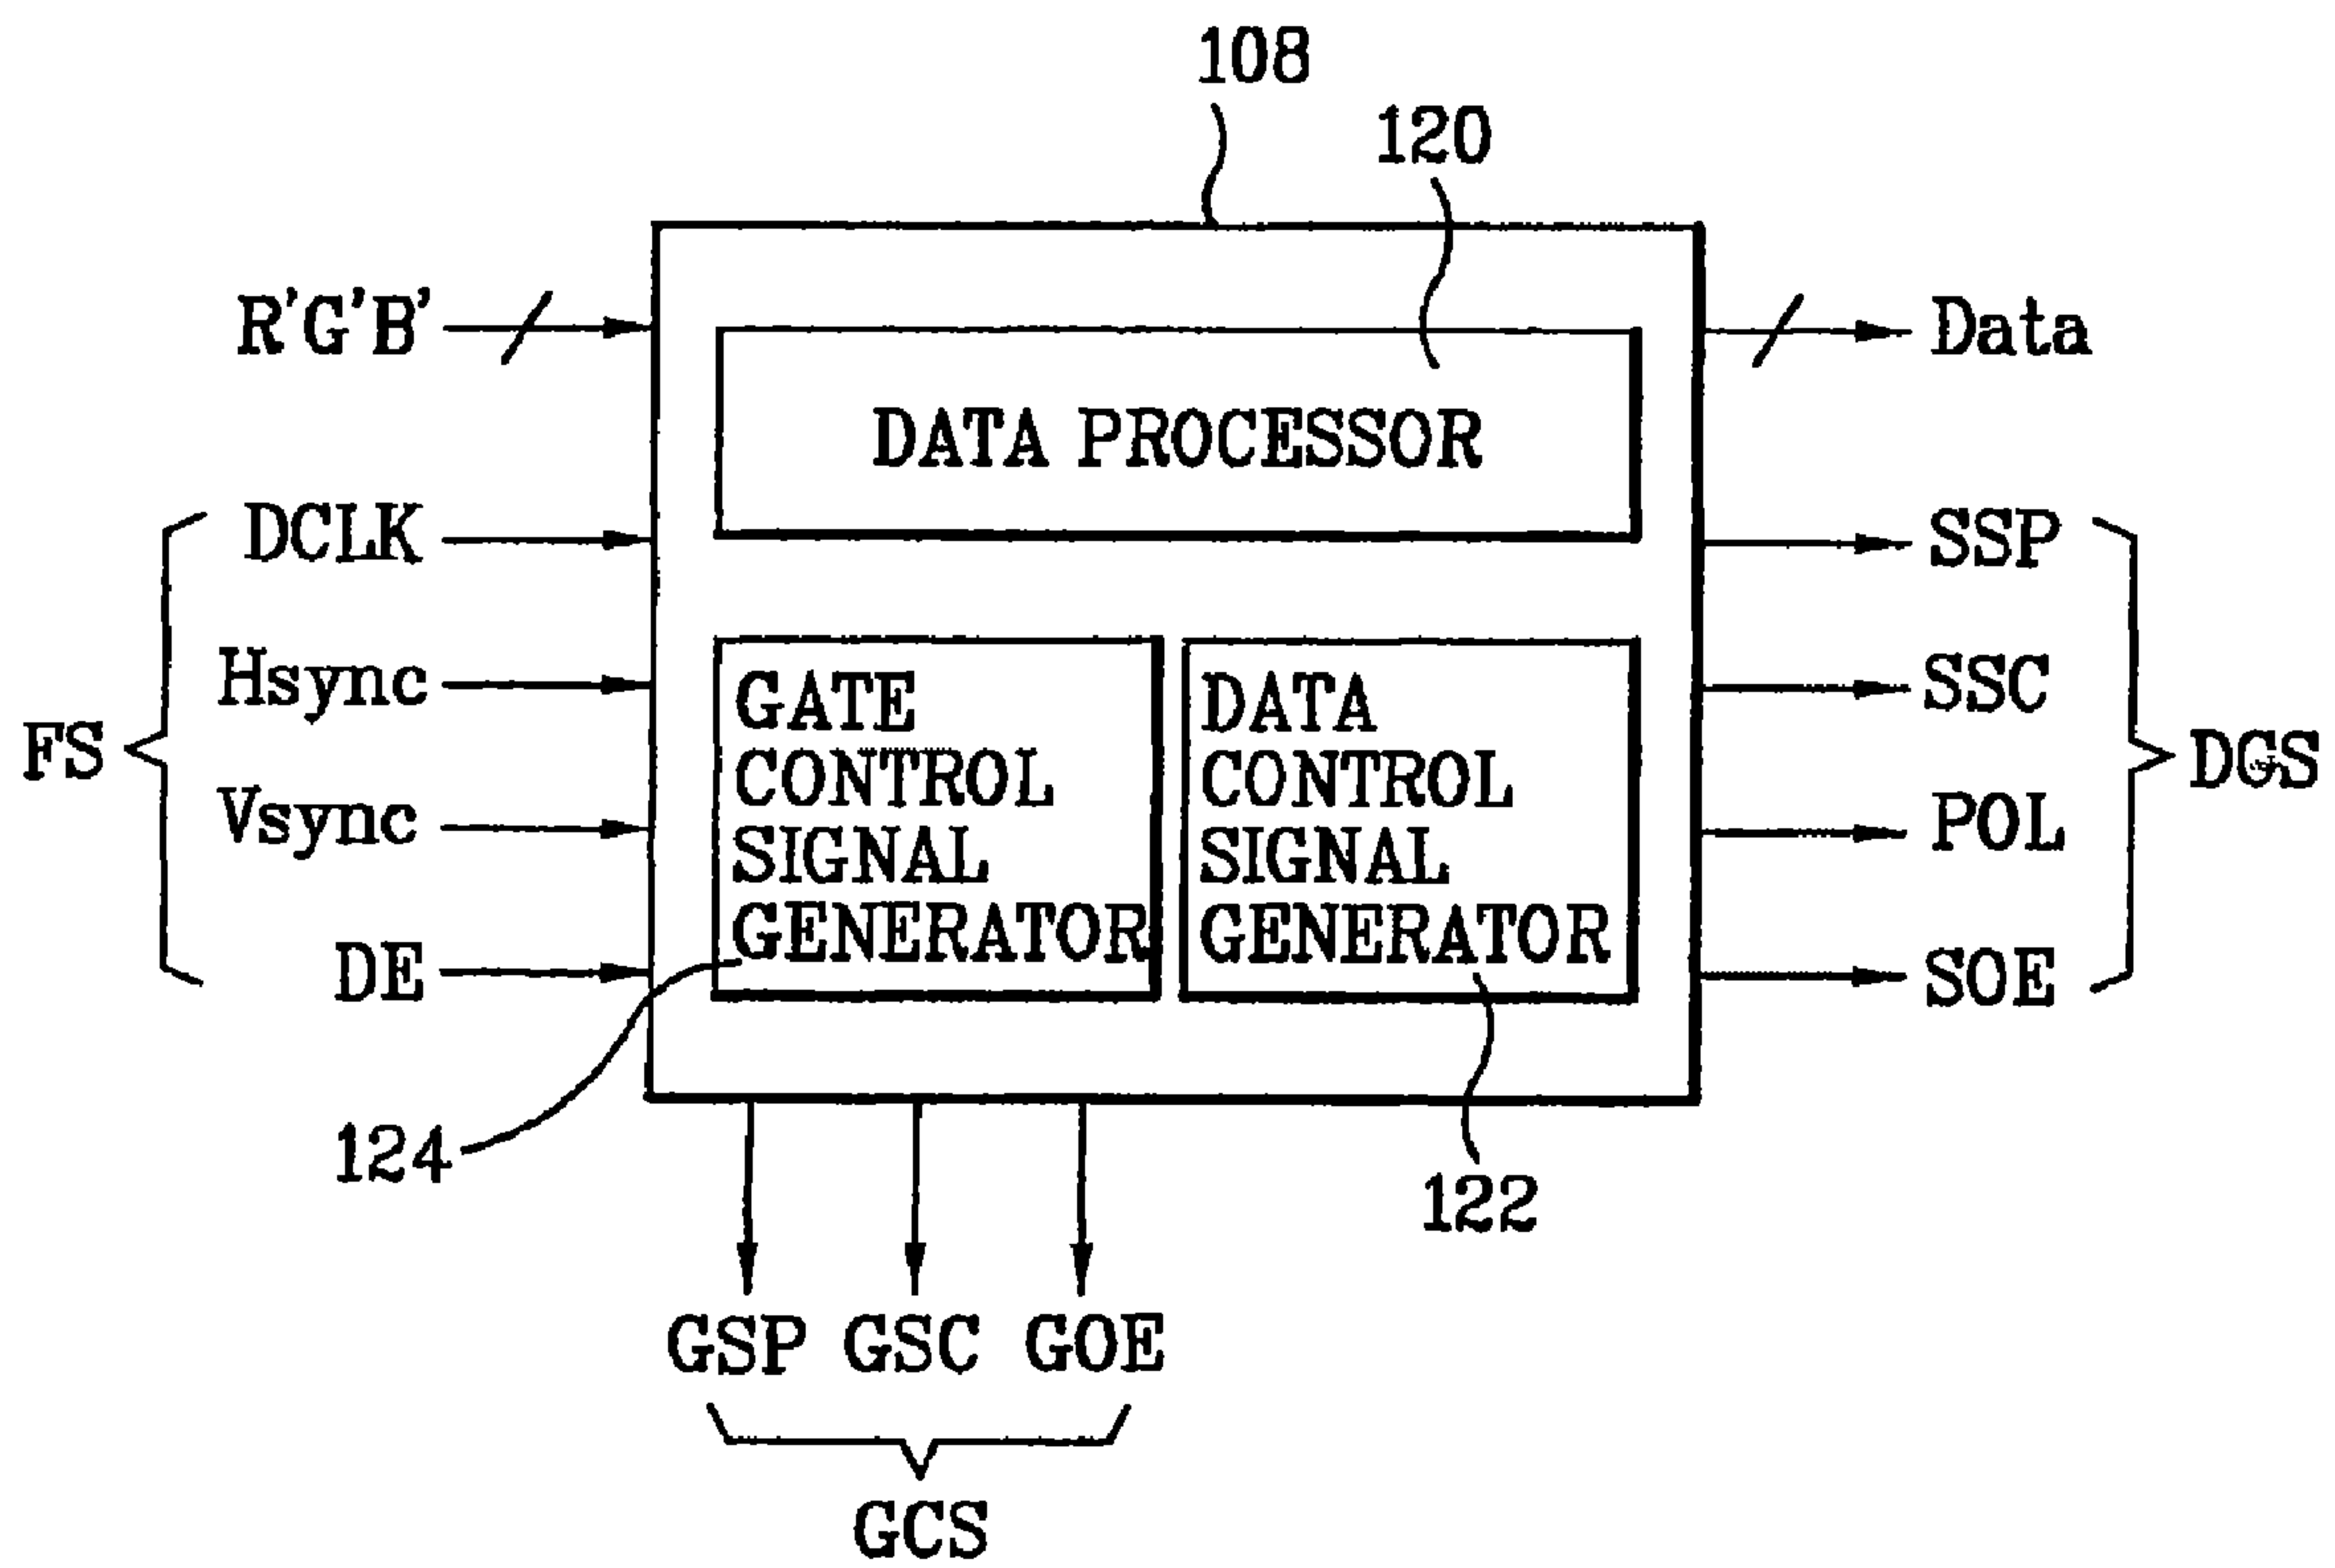 108
120
R'G'B'
Data
DATA PROCESSOR
DCLK
SSP
Hsync
SSC
GATE
CONTROL
SIGNAL
GENERATOR
DATA
CONTROL
SIGNAL
GENERATOR
FS
DCS
Vsync
POL
DE
SOE
124
122
GSP GSC GOE
GCS